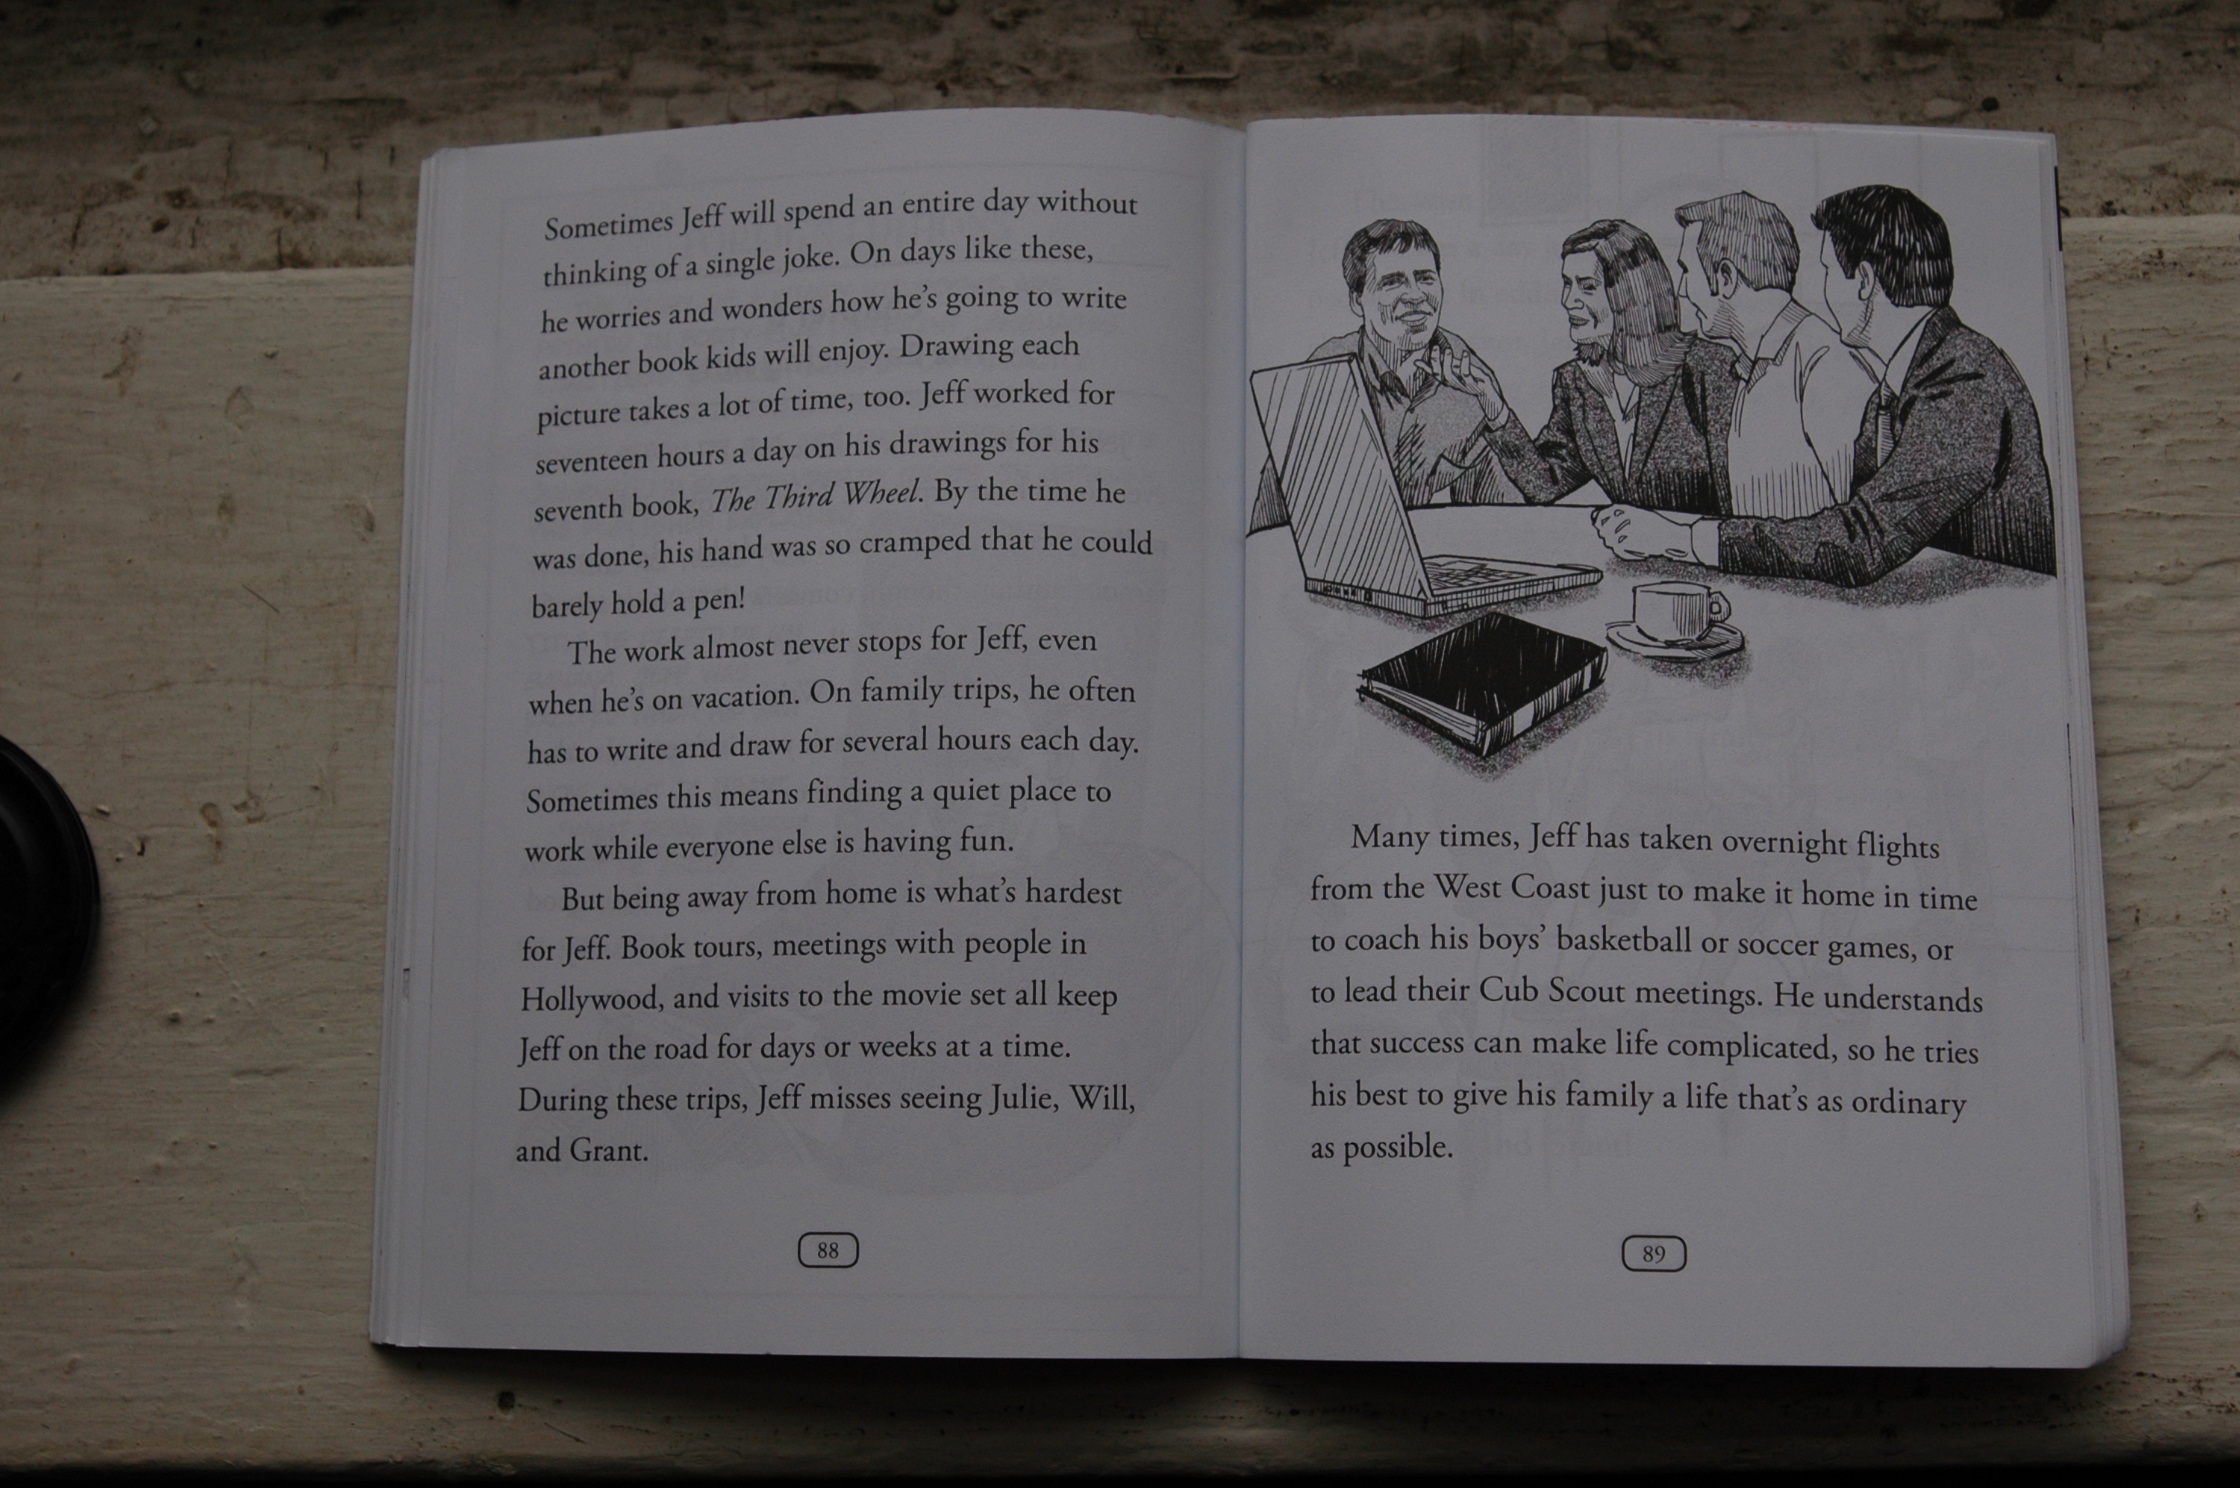 Sometimes Jeff will spend an entire day without
thinking of a single joke. On days like these,
he worries and wonders how he's going to write
another book kids will enjoy. Drawing each
picture takes a lot of time, too. Jeff worked for
seventeen hours a day on his drawings for his
seventh book, The Third Wheel. By the time he
was done, his hand was so cramped that he could
barely hold a pen!
The work almost never stops for Jeff, even
when he's on vacation. On family trips, he often
has to write and draw for several hours each day.
Sometimes this means finding a quiet place to
work while everyone else is having fun.
But being away from home is what's hardest
for Jeff. Book tours, meetings with people in
Hollywood, and visits to the movie set all keep
Jeff on the road for days or weeks at a time.
During these trips, Jeff misses seeing Julie, Will,
and Grant.
88
Many times, Jeff has taken overnight flights
from the West Coast just to make it home in time
to coach his boys' basketball or soccer games, or
to lead their Cub Scout meetings. He understands
that success can make life complicated, so he tries
his best to give his family a life that's as ordinary
as possible.
89